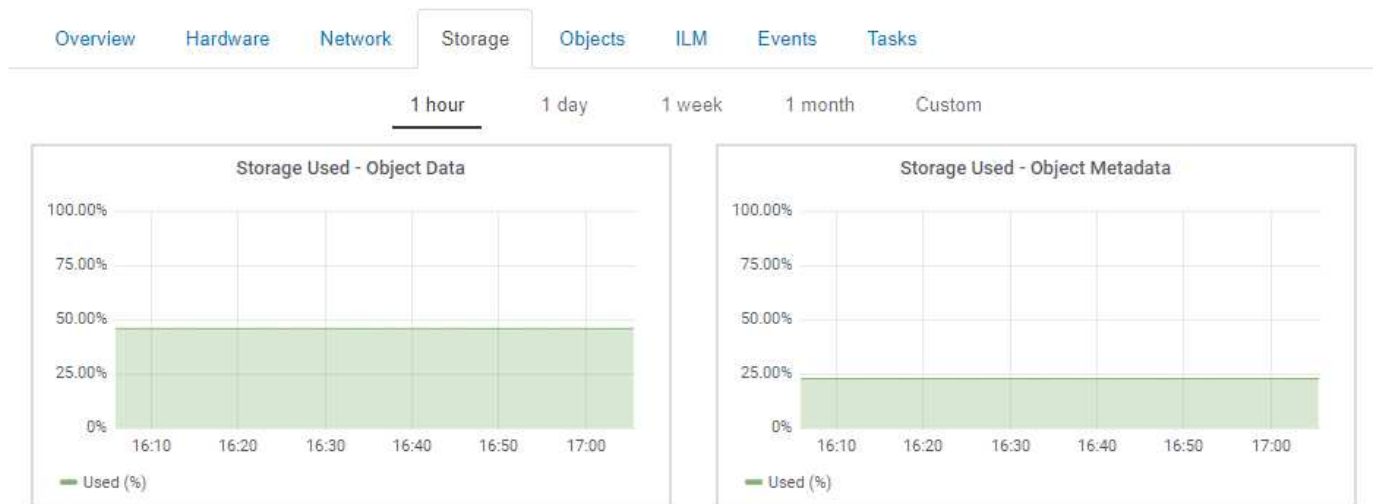 Overview Hardware Network Storage Objects ILM Events Tasks
1 hour 1 day 1 week 1 month Custom
Storage Used - Object Data
100.00%
75.00%
50.00%
25.00%
0%
16:10 16:20 16:30 16:40 16:50 17:00
Used (%)
Storage Used - Object Metadata
100.00%
75.00%
50.00%
25.00%
0%
16:10 16:20 16:30 16:40 16:50 17:00
Used (%)